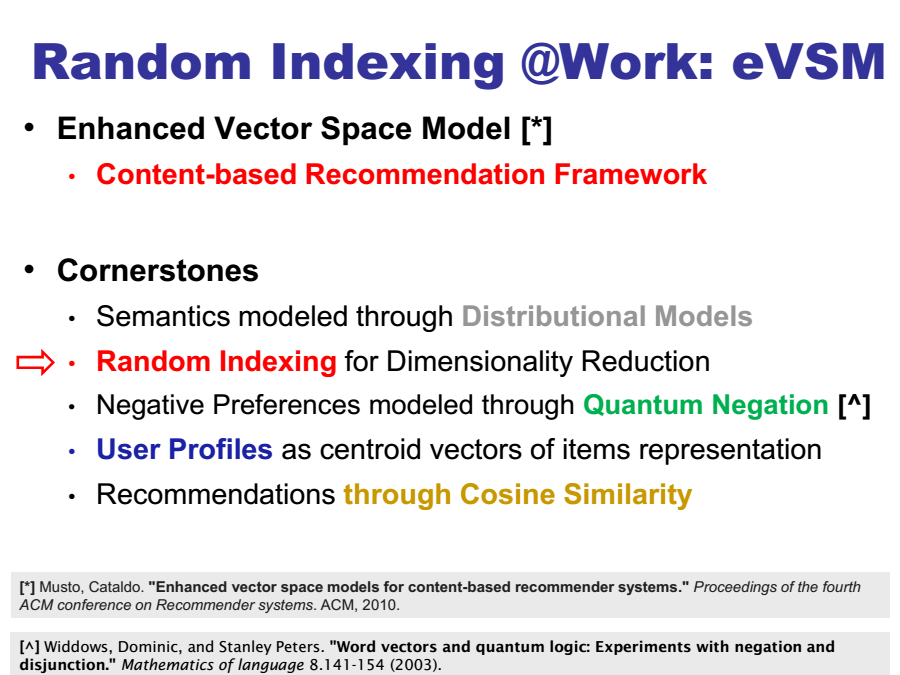 Random Indexing @Work: eVSM
• Enhanced Vector Space Model [*]
• Content-based Recommendation Framework
• Cornerstones
• Semantics modeled through Distributional Models
• Random Indexing for Dimensionality Reduction
• Negative Preferences modeled through Quantum Negation [^]
• User Profiles as centroid vectors of items representation
• Recommendations through Cosine Similarity
[*] Musto, Cataldo. "Enhanced vector space models for content-based recommender systems." Proceedings of the fourth
ACM conference on Recommender systems. ACM, 2010.
[^] Widdows, Dominic, and Stanley Peters. "Word vectors and quantum logic: Experiments with negation and
disjunction." Mathematics of language 8.141-154 (2003).